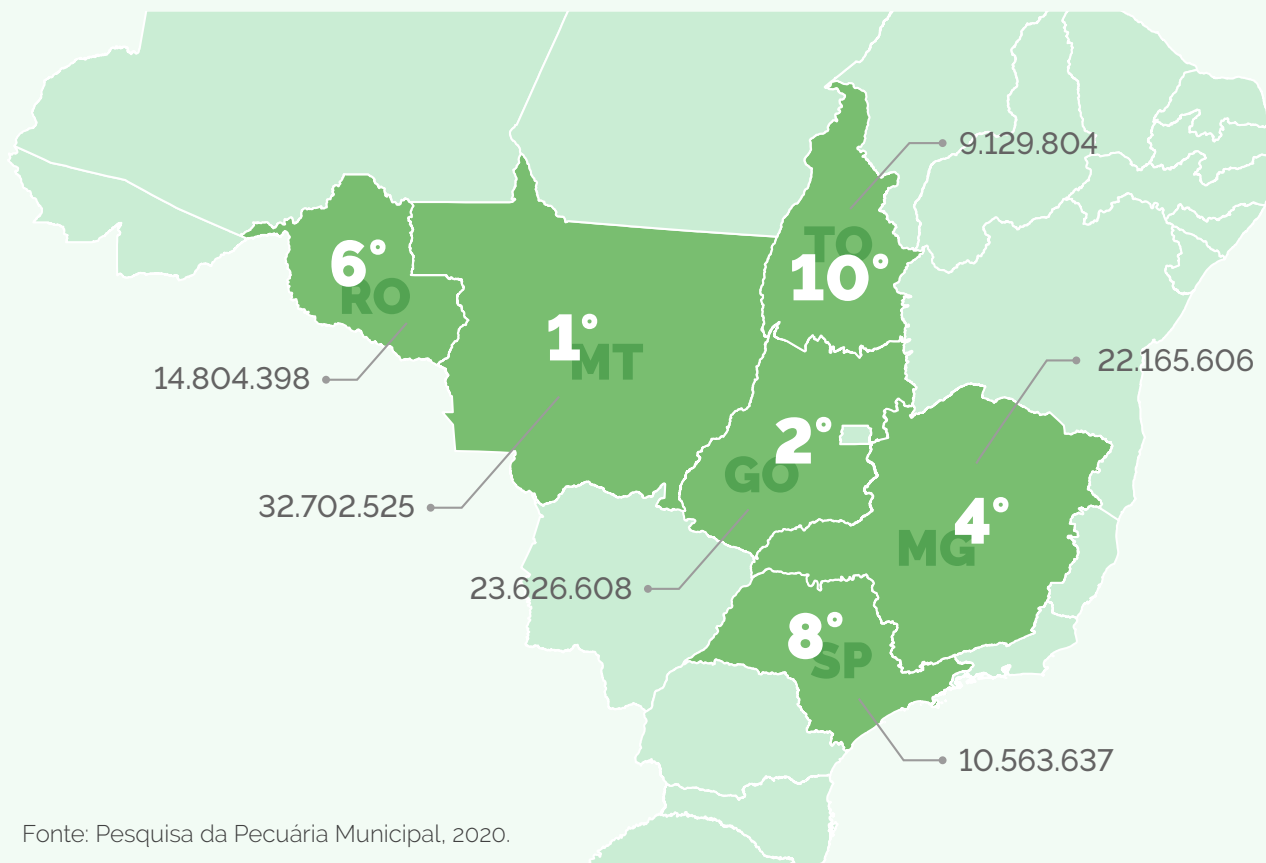 9.129.804
TO
10°
6°
RO
1°
MT
14.804.398
22.165.606
2°
GO
32.702.525
4°
MG
23.626.608
8°
SP
10.563.637
Fonte: Pesquisa da Pecuária Municipal, 2020.